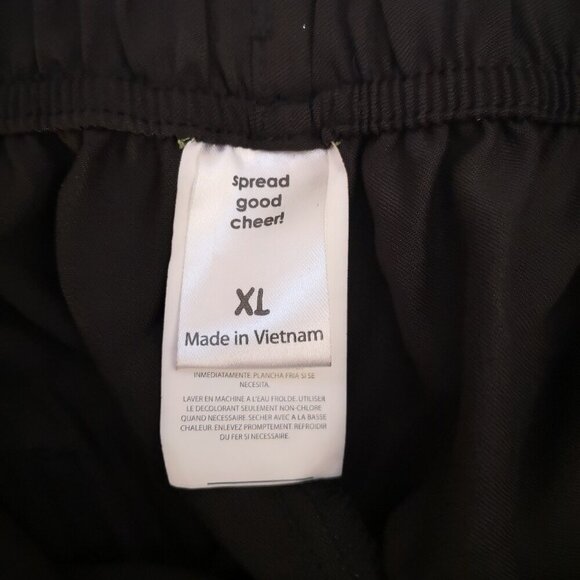 spread
good
cheer!
XL
Made in Vietnam
INMEDIATAMENTE. PLANCHA FRIA SI SE
NECESITA.
LAVER EN MACHINE A L'EAU FROLDE. UTILISER
LE DECOLORANT SEULEMENT NON-CHLORE
QUAND NECESSAIRE. SECHER AVEC A LA BASSE
CHALEUR. ENLEVEZ PROMPTEMENT. REFROIDIR
DU FER SI NECESSAIRE.